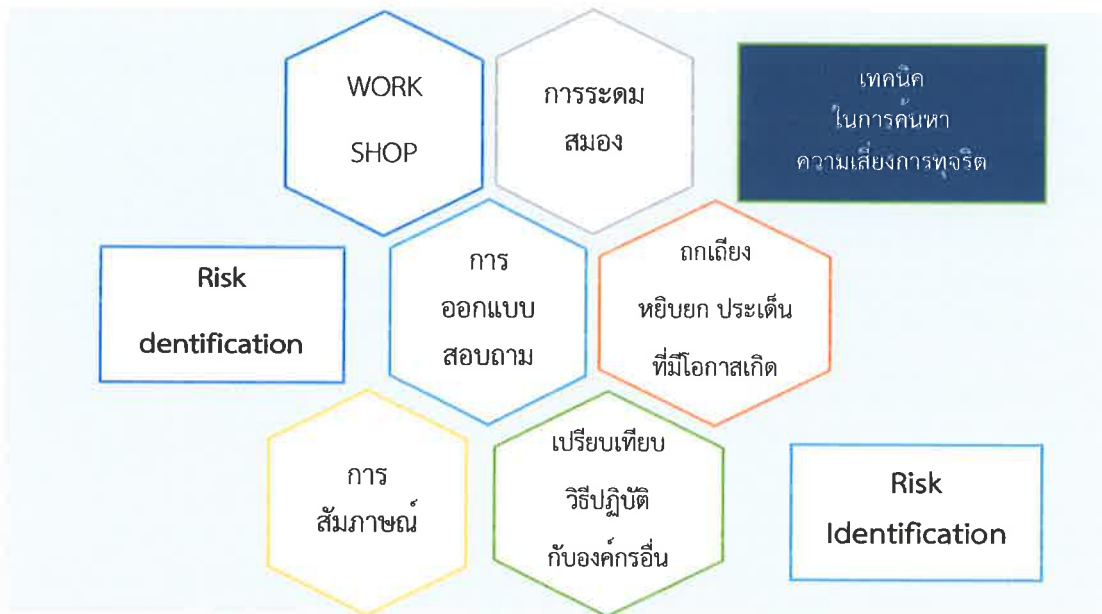 WORK
SHOP
การระดม
สมอง
เทคนิค
ในการค้นหา
ความเสี่ยงการทุจริต
Risk
dentification
การ
ออกแบบ
สอบถาม
ถกเถียง
หยิบยก ประเด็น
ที่มีโอกาสเกิด
การ
สัมภาษณ์
เปรียบเทียบ
วิธีปฏิบัติ
กับองค์กรอื่น
Risk
Identification